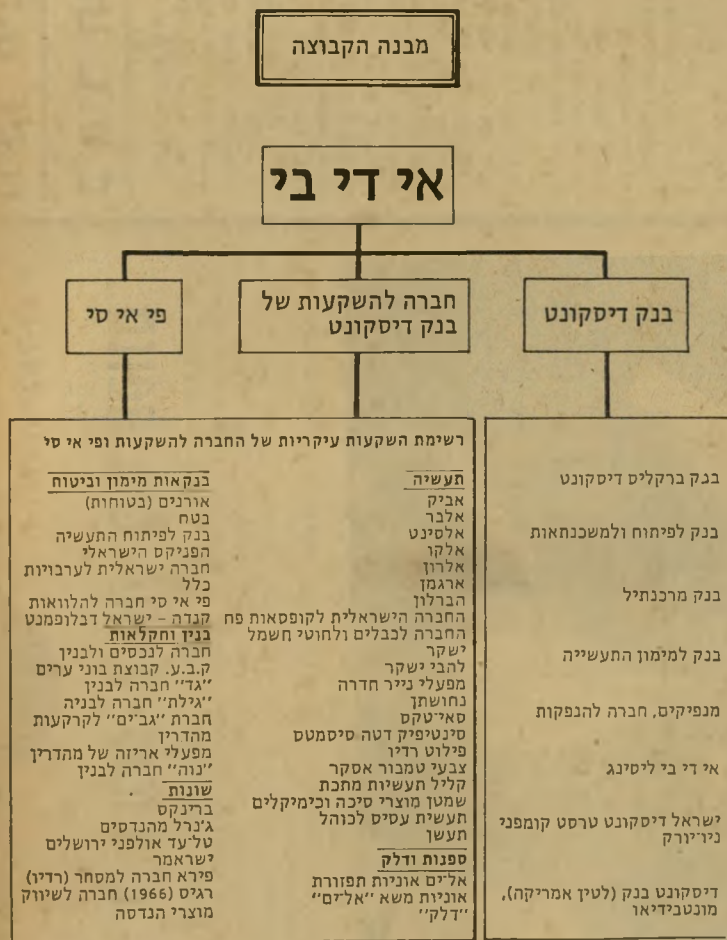 מבנה הקבוצה
אי די בי
בנק דיסקונט
חברה להשקעות של
בנק דיסקונט
פי אי סי
בנק ברקליס דיסקונט
בנק לפיתוח ולמשכנתאות
בנק מרכנתיל
בנק למימון התעשייה
מנפיקים, חברה להנפקות
אי די בי ליסינג
ישראל דיסקונט טרסט קומפני
ניו־יורק
דיסקונט בנק (לטין אמריקה),
מונטבידיאו
רשימת השקעות עיקריות של החברה להשקעות ופי אי סי
תעשיה
אביק
אלבר
אלסינט
אלקו
אלרון
ארגמן
הברלון
החברה הישראלית לקופסאות פח
החברה לכבלים ולחוטי חשמל
ישקר
להבי ישקר
מפעלי נייר חדרה
נחושתן
סאי־טקס
סינטיפיק דטה סיסמטס
פילוט רדיו
צבעי טמבור אסקר
קליל תעשיות מתכת
שמטן מוצרי סיכה וכימיקלים
תעשית עסיס לכוהל
תעשן
ספנות ודלק
אל־ים אוניות תפזורת
אוניות משא "אל־ים"
"דלק"
בנקאות מימון וביטוח
אורנים (בטוחות)
בטח
בנק לפיתוח התעשיה
הפניקס הישראלי
חברה ישראלית לערבויות
כלל
פי אי סי חברה להלוואות
קנדה - ישראל דבלופמנט
בנין וחקלאות
חברה לנכסים ולבנין
ק.ב.ע. קבוצת בוני ערים
"גד" חברה לבנין
"גילת" חברה לבניה
חברת "גב־ים" לקרקעות
מהדרין
מפעלי אריזה של מהדרין
"נוה" חברה לבנין
שונות
ברינקס
ג'נרל מהנדסים
טל־עד אולפני ירושלים
ישראמר
פירא חברה למסחר (רדיו)
רגיס (1966) חברה לשיווק
מוצרי הנדסה